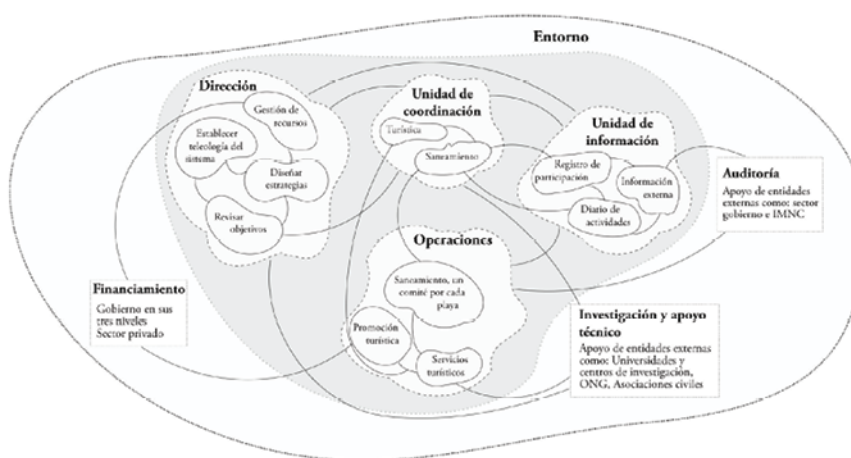 Entorno
Dirección
Gestión de
recursos
Establecer
teleología del
sistema
Diseñar
estrategias
Revisar
objetivos
Unidad de
coordinación
Turística
Saneamiento
Unidad de
información
Registro de
participación
Información
externa
Diario de
actividades
Auditoría
Apoyo de entidades
externas como: sector
gobierno e IMNC
Operaciones
Saneamiento, un
comité por cada
playa
Promoción
turística
Servicios
turísticos
Financiamiento
Gobierno en sus
tres niveles
Sector privado
Investigación y apoyo
técnico
Apoyo de entidades externas
como: Universidades y
centros de investigación,
ONG, Asociaciones civiles